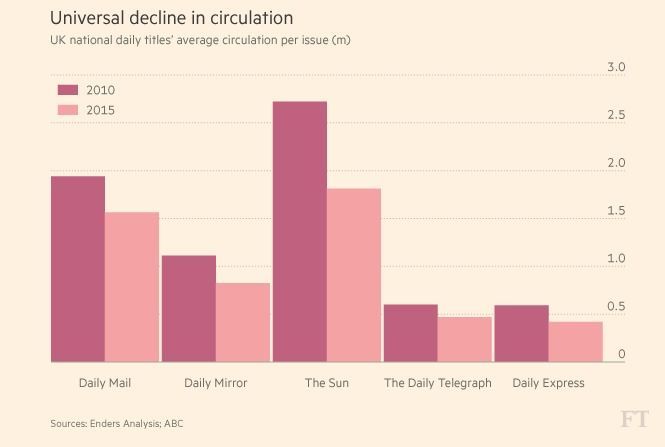 Universal decline in circulation
UK national daily titles' average circulation per issue (m)
3.0
2010
2015
2.5
2.0
1.5
1.0
0.5
0
Daily Mail
Daily Mirror
The Sun
The Daily Telegraph
Daily Express
Sources: Enders Analysis; ABC
FT